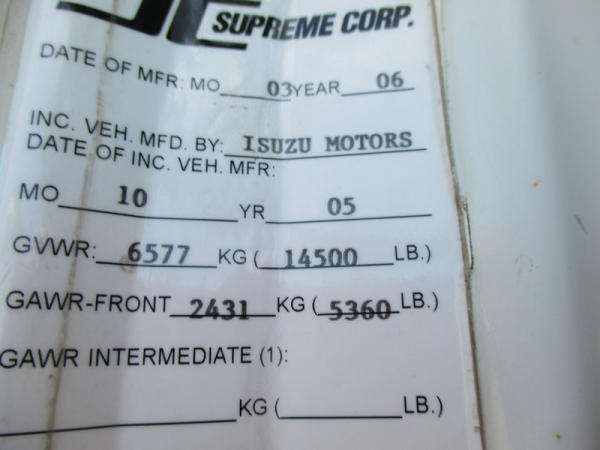 SUPREME CORP.
DATE OF MFR: MO 03 YEAR 06
INC. VEH. MFD. BY: ISUZU MOTORS
DATE OF INC. VEH. MFR:
MO 10 YR 05
GVWR: 6577 KG ( 14500 LB.)
GAWR-FRONT 2431 KG ( 5360 LB.)
GAWR INTERMEDIATE (1):
KG ( LB.)